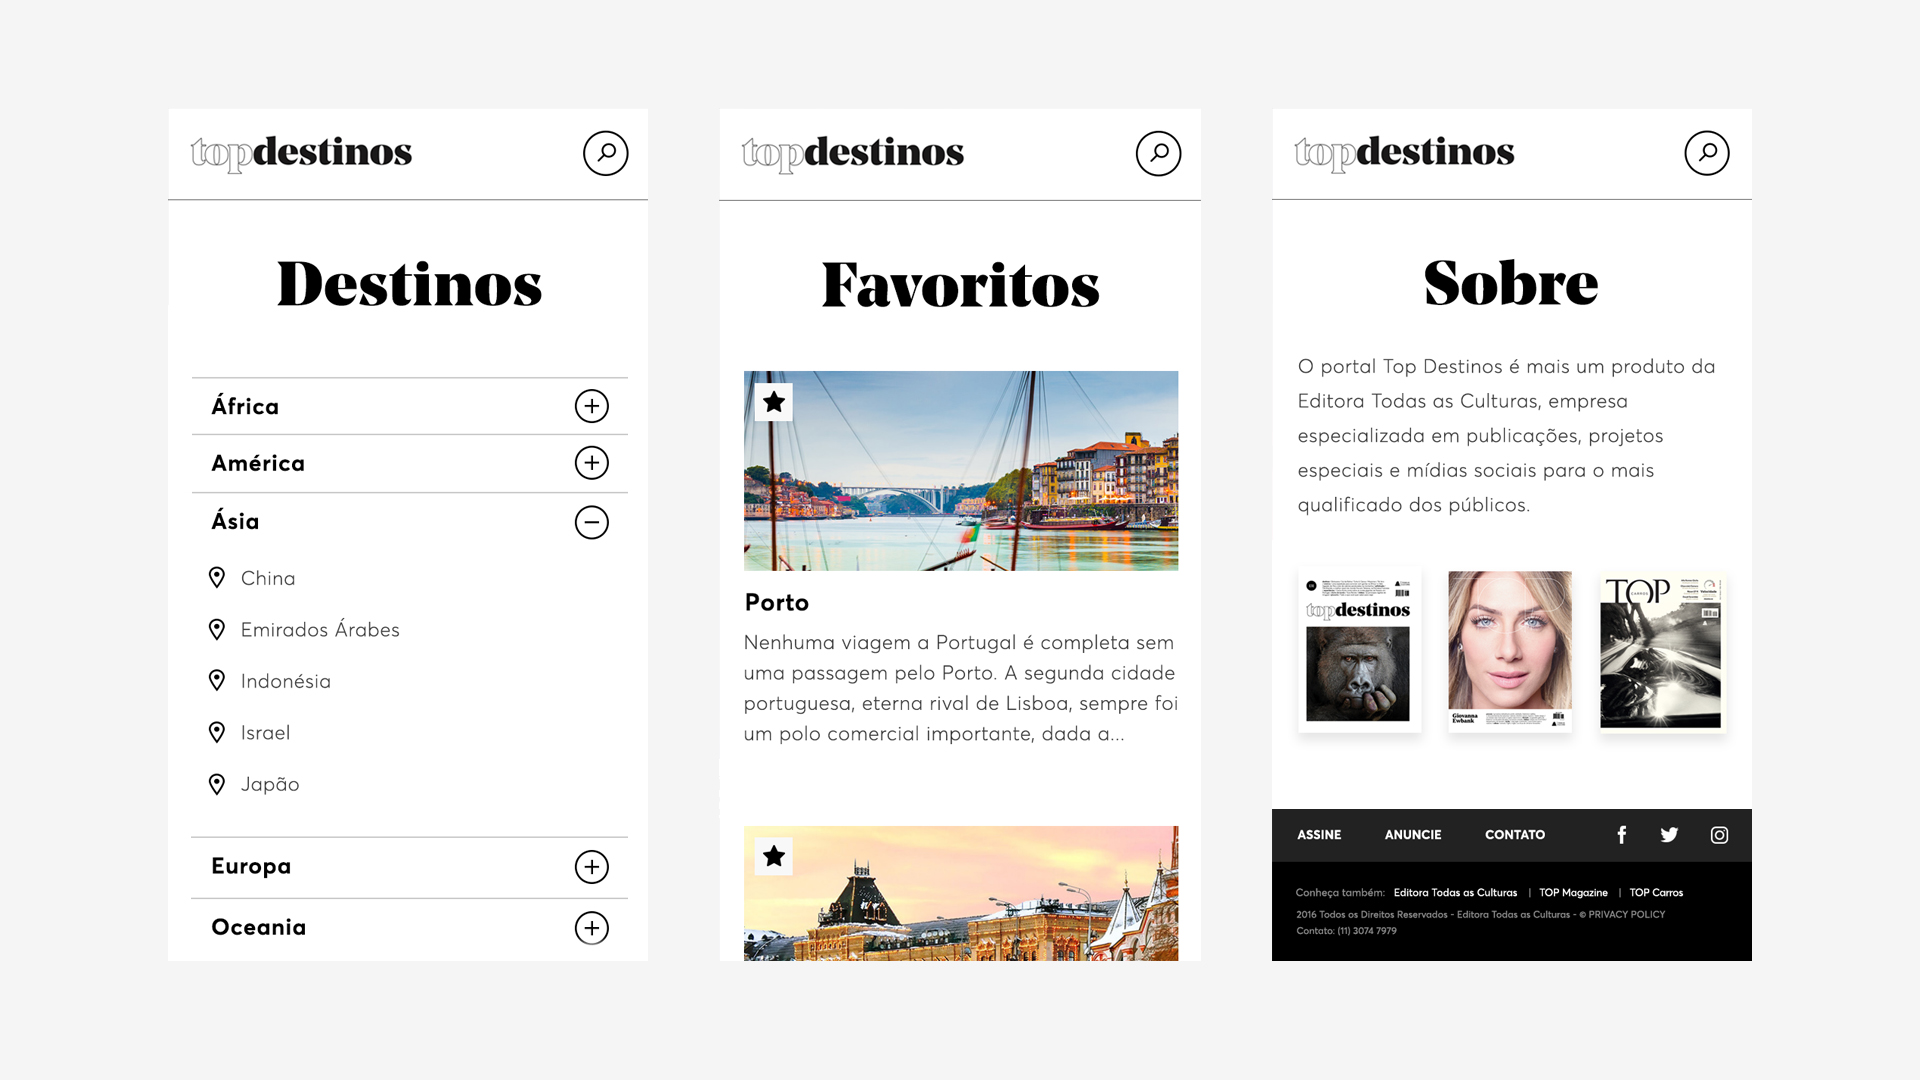 topdestinos
Destinos
África
América
Ásia
China
Emirados Árabes
Indonésia
Israel
Japão
Europa
Oceania
topdestinos
Favoritos
Porto
Nenhuma viagem a Portugal é completa sem
uma passagem pelo Porto. A segunda cidade
portuguesa, eterna rival de Lisboa, sempre foi
um polo comercial importante, dada a...
topdestinos
Sobre
O portal Top Destinos é mais um produto da
Editora Todas as Culturas, empresa
especializada em publicações, projetos
especiais e mídias sociais para o mais
qualificado dos públicos.
topdestinos
Giovanna
Ewbank
TOP
CARROS
ASSINE ANUNCIE CONTATO
Conheça também: Editora Todas as Culturas | TOP Magazine | TOP Carros
2016 Todos os Direitos Reservados - Editora Todas as Culturas - © PRIVACY POLICY
Contato: (11) 3074 7979